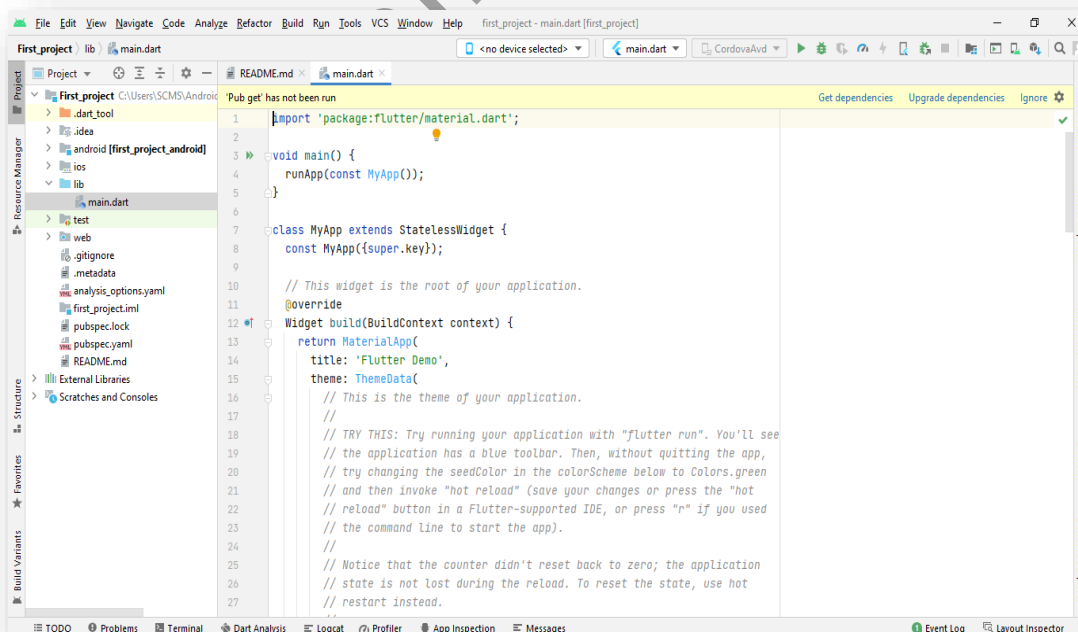 File Edit View Navigate Code Analyze Refactor Build Run Tools VCS Window Help first_project - main.dart [first_project]
First_project lib main.dart <no device selected> main.dart CordovaAvd
Project README.md main.dart
Project
Resource Manager
Structure
Favorites
Build Variants
First_project C:\Users\SCMS\Android
.dart_tool
.idea
android [first_project_android]
ios
lib
main.dart
test
web
.gitignore
.metadata
analysis_options.yaml
first_project.iml
pubspec.lock
pubspec.yaml
README.md
External Libraries
Scratches and Consoles
'Pub get' has not been run Get dependencies Upgrade dependencies Ignore
1 import 'package:flutter/material.dart';
2
3 void main() {
4 runApp(const MyApp());
5 }
6
7 class MyApp extends StatelessWidget {
8 const MyApp({super.key});
9
10 // This widget is the root of your application.
11 @override
12 Widget build(BuildContext context) {
13 return MaterialApp(
14 title: 'Flutter Demo',
15 theme: ThemeData(
16 // This is the theme of your application.
17 //
18 // TRY THIS: Try running your application with "flutter run". You'll see
19 // the application has a blue toolbar. Then, without quitting the app,
20 // try changing the seedColor in the colorScheme below to Colors.green
21 // and then invoke "hot reload" (save your changes or press the "hot
22 // reload" button in a Flutter-supported IDE, or press "r" if you used
23 // the command line to start the app).
24 //
25 // Notice that the counter didn't reset back to zero; the application
26 // state is not lost during the reload. To reset the state, use hot
27 // restart instead.
TODO Problems Terminal Dart Analysis Logcat Profiler App Inspection Messages Event Log Layout Inspector